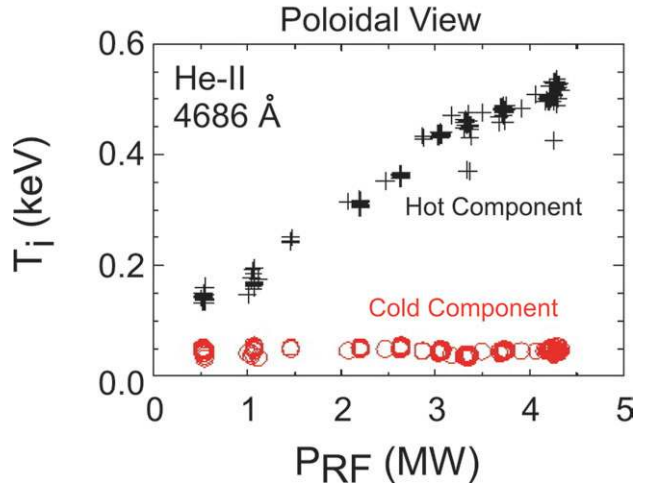 Poloidal View
He-II
4686 Å
Hot Component
Cold Component
Ti (keV)
0.6
0.4
0.2
0.0
0 1 2 3 4 5
PRF (MW)